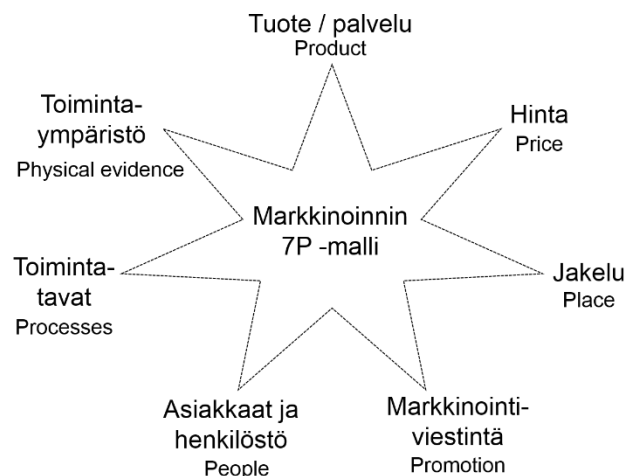 Tuote / palvelu
Product
Hinta
Price
Jakelu
Place
Markkinointi-
viestintä
Promotion
Asiakkaat ja
henkilöstö
People
Toiminta-
tavat
Processes
Toiminta-
ympäristö
Physical evidence
Markkinoinnin
7P -malli